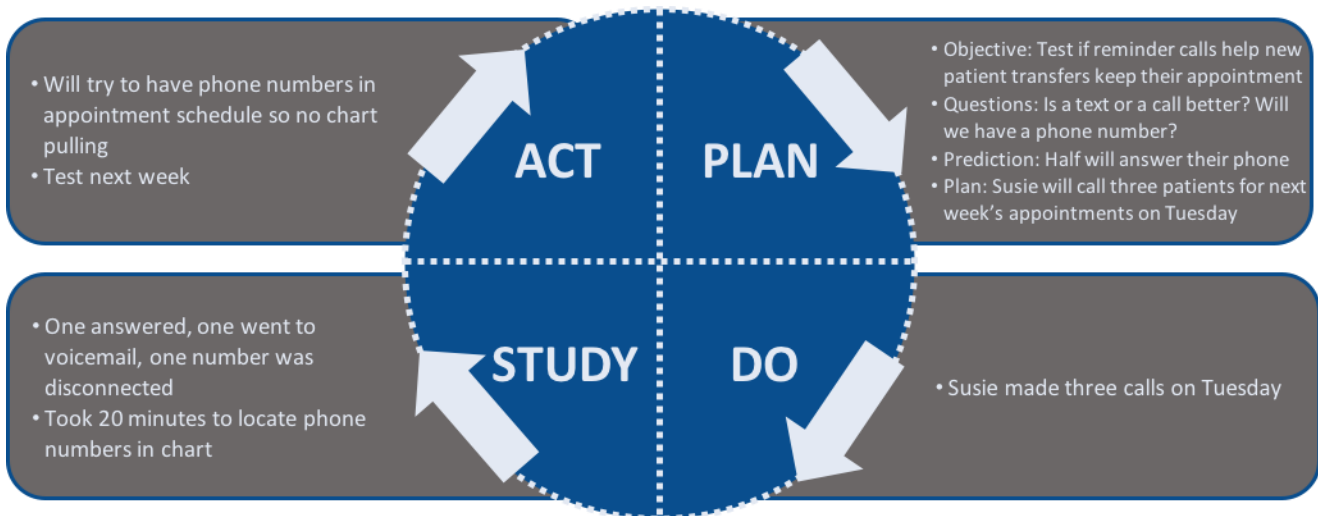 • Will try to have phone numbers in
appointment schedule so no chart
pulling
• Test next week
ACT
PLAN
• Objective: Test if reminder calls help new
patient transfers keep their appointment
• Questions: Is a text or a call better? Will
we have a phone number?
• Prediction: Half will answer their phone
• Plan: Susie will call three patients for next
week's appointments on Tuesday
• One answered, one went to
voicemail, one number was
disconnected
• Took 20 minutes to locate phone
numbers in chart
STUDY
DO
• Susie made three calls on Tuesday